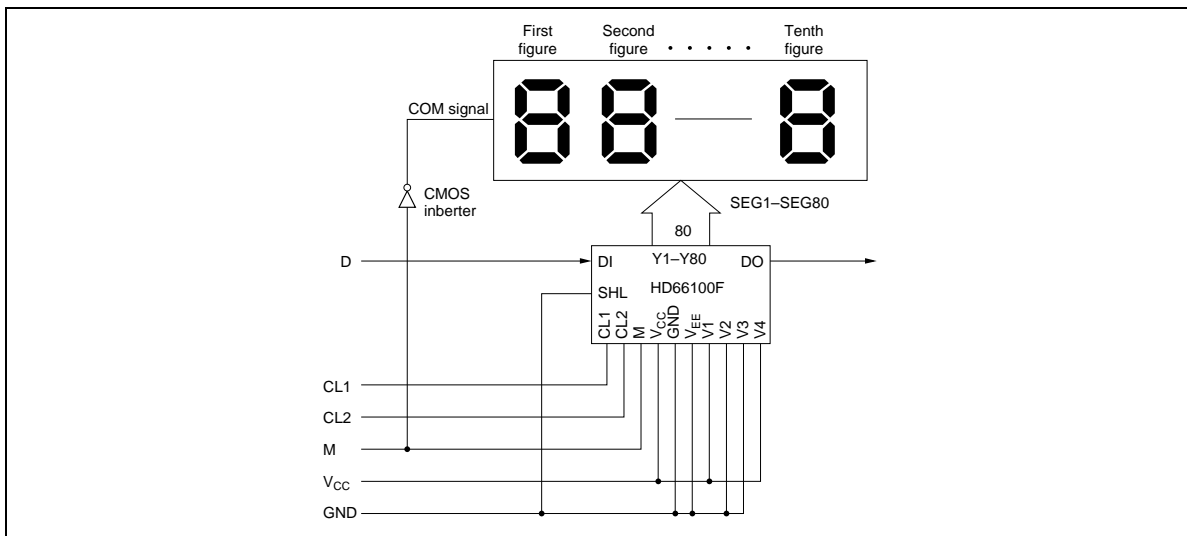 First
figure
Second
figure
· · · · ·
Tenth
figure
COM signal
CMOS
inberter
SEG1–SEG80
80
D
DI
Y1–Y80
DO
SHL
HD66100F
CL1
CL2
M
VCC
GND
VEE
V1
V2
V3
V4
CL1
CL2
M
VCC
GND